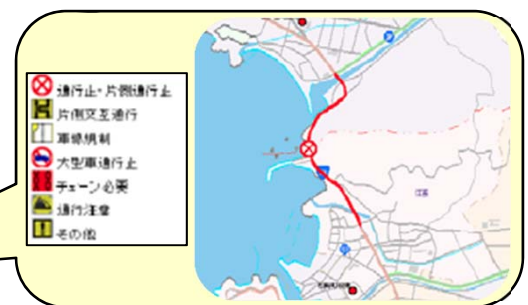 通行止・片側通行止
片側交互通行
車線規制
大型車通行止
チェーン必要
通行注意
その他